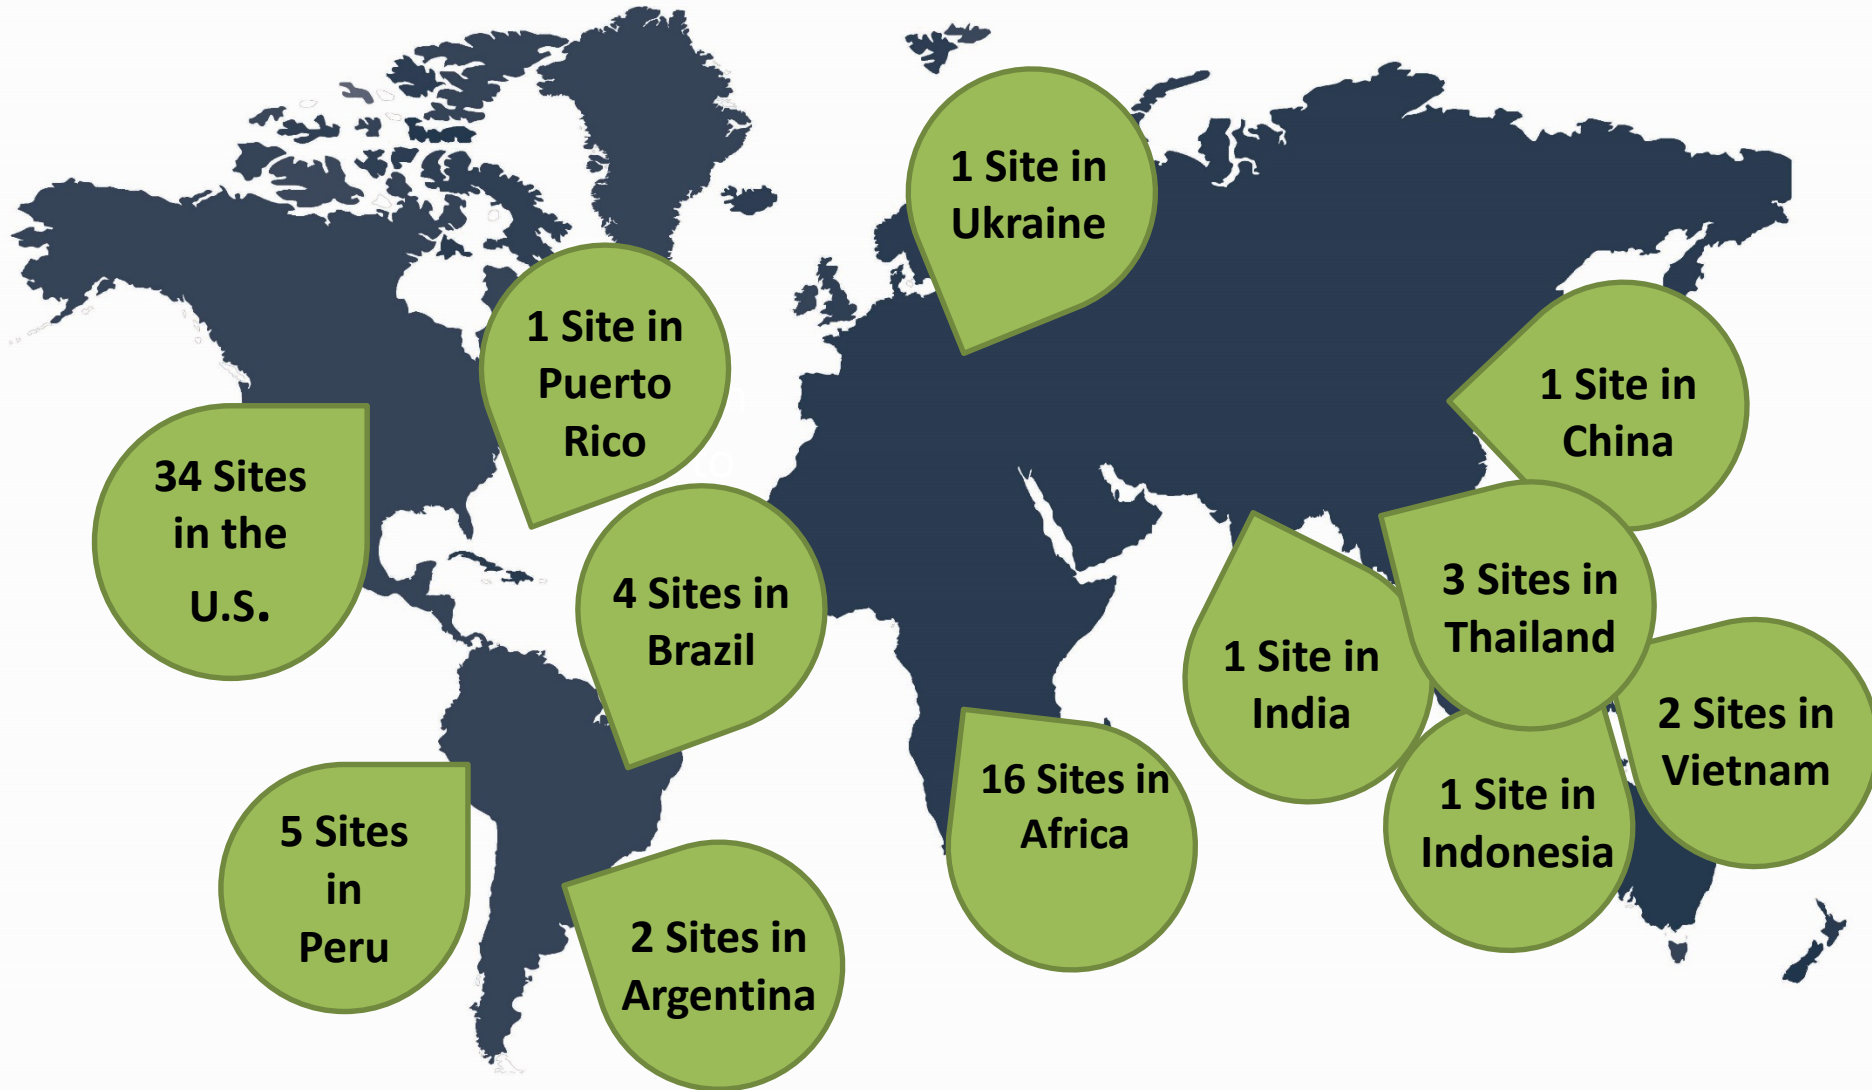 1 Site in
Ukraine
1 Site in
Puerto
Rico
1 Site in
China
34 Sites
in the
U.S.
4 Sites in
Brazil
3 Sites in
Thailand
1 Site in
India
2 Sites in
Vietnam
16 Sites in
Africa
1 Site in
Indonesia
5 Sites
in
Peru
2 Sites in
Argentina